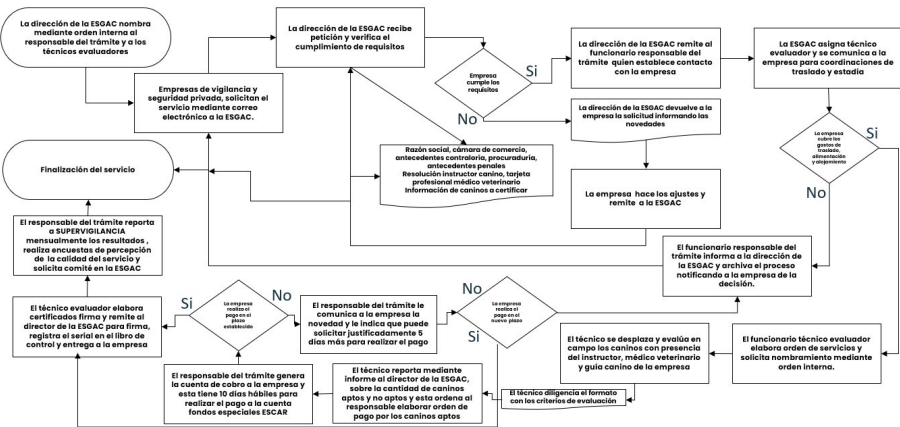 La dirección de la ESGAC nombra
mediante orden interna al
responsable del trámite y a los
técnicos evaluadores
La dirección de la ESGAC recibe
petición y verifica el
cumplimiento de requisitos
Empresas de vigilancia y
seguridad privada, solicitan el
servicio mediante correo
electrónico a la ESGAC.
Empresa
cumple los
requisitos
Si
No
La dirección de la ESGAC remite al
funcionario responsable del
trámite quien establece contacto
con la empresa
La ESGAC asigna técnico
evaluador y se comunica a la
empresa para coordinaciones de
traslado y estadía
La dirección de la ESGAC devuelve a la
empresa la solicitud informando las
novedades
La empresa
cubre los
gastos de
traslado,
alimentación
y alojamiento
Si
No
Razón social, cámara de comercio,
antecedentes contraloría, procuraduría,
antecedentes penales
Resolución instructor canino, tarjeta
profesional médico veterinario
Información de caninos a certificar
La empresa hace los ajustes y
remite a la ESGAC
Finalización del servicio
El responsable del trámite reporta
a SUPERVIGILANCIA
mensualmente los resultados ,
realiza encuestas de percepción
de la calidad del servicio y
solicita comité en la ESGAC
El funcionario responsable del
trámite informa a la dirección de
la ESGAC y archiva el proceso
notificando a la empresa de la
decisión.
El técnico evaluador elabora
certificados firma y remite al
director de la ESGAC para firma,
registra el serial en el libro de
control y entrega a la empresa
Si
La empresa
realiza el
pago en el
plazo
establecido
No
El responsable del trámite le
comunica a la empresa la
novedad y le indica que puede
solicitar justificadamente 5
días más para realizar el pago
No
Si
La empresa
realiza el
pago en el
nuevo plazo
El técnico se desplaza y evalúa en
campo los caninos con presencia
del instructor, médico veterinario
y guía canino de la empresa
El funcionario técnico evaluador
elabora orden de servicios y
solicita nombramiento mediante
orden interna.
El responsable del trámite genera
la cuenta de cobro a la empresa y
esta tiene 10 días hábiles para
realizar el pago a la cuenta
fondos especiales ESCAR
El técnico reporta mediante
informe al director de la ESGAC,
sobre la cantidad de caninos
aptos y no aptos y esta ordena al
responsable elaborar orden de
pago por los caninos aptos
El técnico diligencia el formato
con los criterios de evaluación